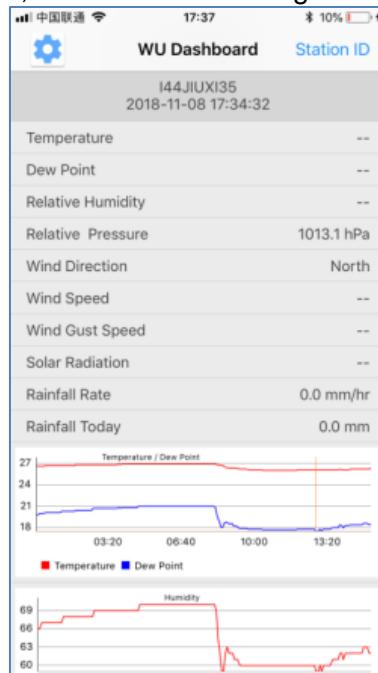 中国联通 17:37 10%
WU Dashboard Station ID
I44JIUXI35
2018-11-08 17:34:32
Temperature --
Dew Point --
Relative Humidity --
Relative Pressure 1013.1 hPa
Wind Direction North
Wind Speed --
Wind Gust Speed --
Solar Radiation --
Rainfall Rate 0.0 mm/hr
Rainfall Today 0.0 mm
Temperature / Dew Point
27
24
21
18
03:20 06:40 10:00 13:20
Temperature Dew Point
Humidity
69
66
63
60